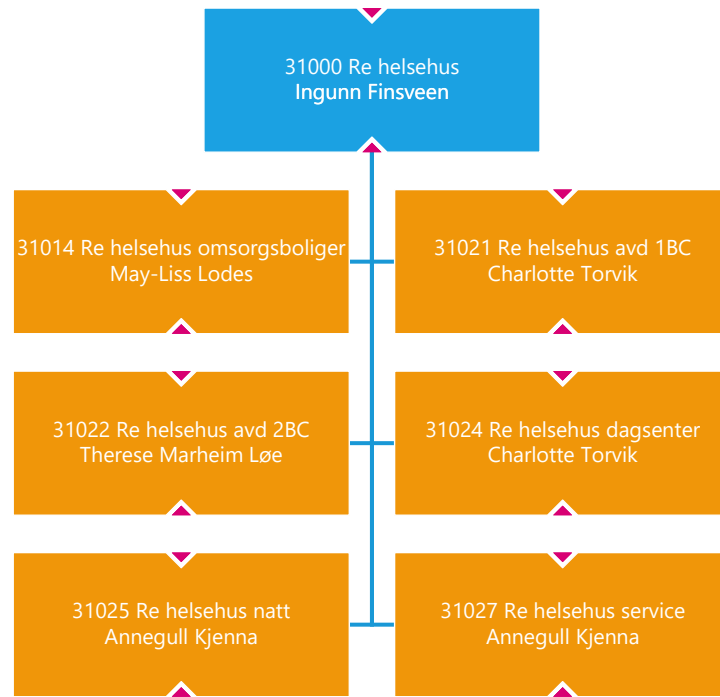 31000 Re helsehus
Ingunn Finsveen
31014 Re helsehus omsorgsboliger
May-Liss Lodes
31021 Re helsehus avd 1BC
Charlotte Torvik
31022 Re helsehus avd 2BC
Therese Marheim Løe
31024 Re helsehus dagsenter
Charlotte Torvik
31025 Re helsehus natt
Annegull Kjenna
31027 Re helsehus service
Annegull Kjenna